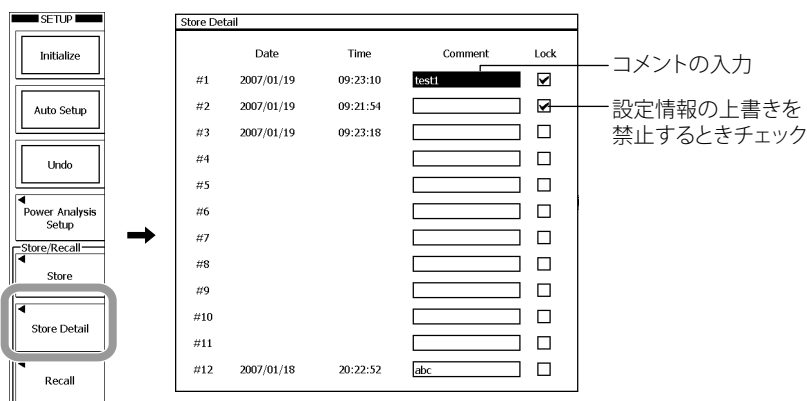 SETUP
Initialize
Auto Setup
Undo
Power Analysis
Setup
Store/Recall
Store
Store Detail
Recall
Store Detail
Date Time Comment Lock
#1 2007/01/19 09:23:10 test1
#2 2007/01/19 09:21:54
#3 2007/01/19 09:23:18
#4
#5
#6
#7
#8
#9
#10
#11
#12 2007/01/18 20:22:52 abc
コメントの入力
設定情報の上書きを
禁止するときチェック